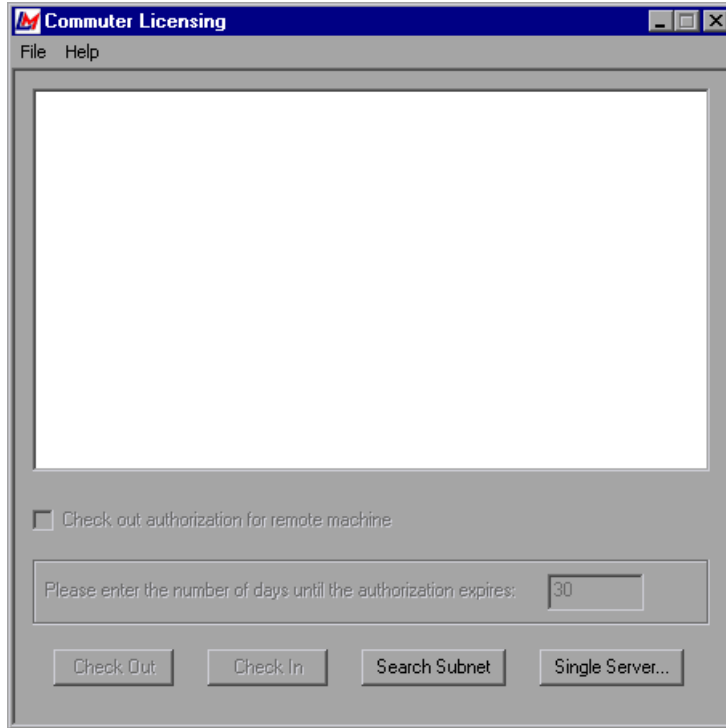 Commuter Licensing
File Help
Check out authorization for remote machine
Please enter the number of days until the authorization expires: 30
Check Out Check In Search Subnet Single Server...